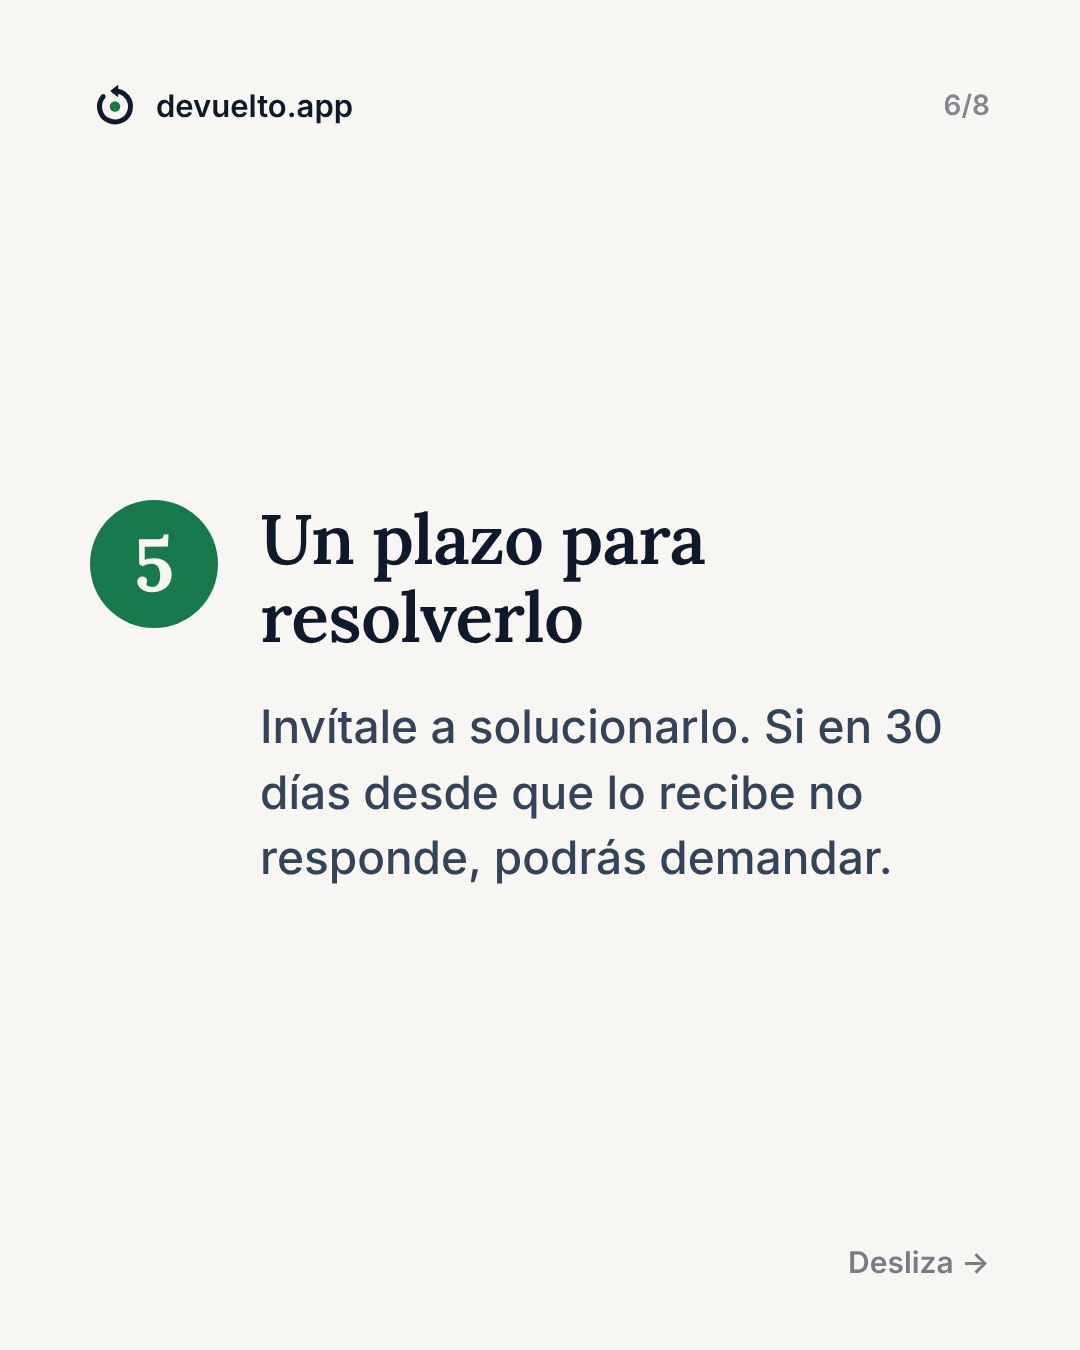 devuelto.app
6/8
5
Un plazo para
resolverlo
Invítale a solucionarlo. Si en 30
días desde que lo recibe no
responde, podrás demandar.
Desliza →